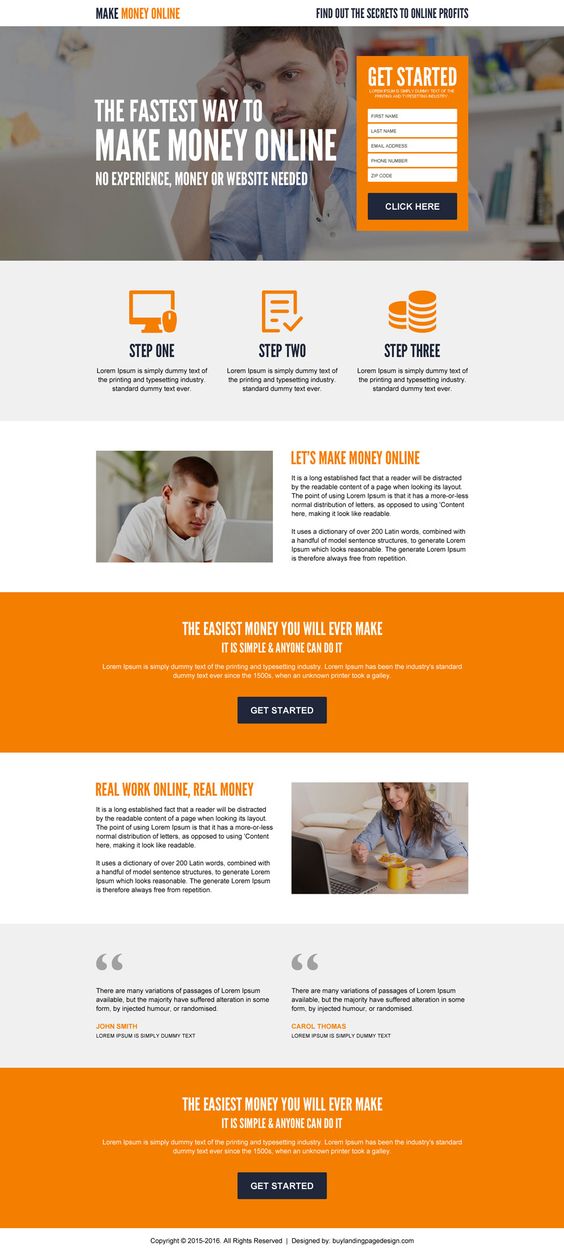 MAKE MONEY ONLINE
FIND OUT THE SECRETS TO ONLINE PROFITS
THE FASTEST WAY TO
MAKE MONEY ONLINE
NO EXPERIENCE, MONEY OR WEBSITE NEEDED
GET STARTED
LOREM IPSUM IS SIMPLY DUMMY TEXT OF THE
PRINTING AND TYPESETTING INDUSTRY.
FIRST NAME
LAST NAME
EMAIL ADDRESS
PHONE NUMBER
ZIP CODE
CLICK HERE
STEP ONE
Lorem Ipsum is simply dummy text of
the printing and typesetting industry.
standard dummy text ever.
STEP TWO
Lorem Ipsum is simply dummy text of
the printing and typesetting industry.
standard dummy text ever.
STEP THREE
Lorem Ipsum is simply dummy text of
the printing and typesetting industry.
standard dummy text ever.
LET'S MAKE MONEY ONLINE
It is a long established fact that a reader will be distracted
by the readable content of a page when looking its layout.
The point of using Lorem Ipsum is that it has a more-or-less
normal distribution of letters, as opposed to using 'Content
here, making it look like readable.
It uses a dictionary of over 200 Latin words, combined with
a handful of model sentence structures, to generate Lorem
Ipsum which looks reasonable. The generate Lorem Ipsum
is therefore always free from repetition.
THE EASIEST MONEY YOU WILL EVER MAKE
IT IS SIMPLE & ANYONE CAN DO IT
Lorem Ipsum is simply dummy text of the printing and typesetting industry. Lorem Ipsum has been the industry's standard
dummy text ever since the 1500s, when an unknown printer took a galley.
GET STARTED
REAL WORK ONLINE, REAL MONEY
It is a long established fact that a reader will be distracted
by the readable content of a page when looking its layout.
The point of using Lorem Ipsum is that it has a more-or-less
normal distribution of letters, as opposed to using 'Content
here, making it look like readable.
It uses a dictionary of over 200 Latin words, combined with
a handful of model sentence structures, to generate Lorem
Ipsum which looks reasonable. The generate Lorem Ipsum
is therefore always free from repetition.
There are many variations of passages of Lorem Ipsum
available, but the majority have suffered alteration in some
form, by injected humour, or randomised.
JOHN SMITH
LOREM IPSUM IS SIMPLY DUMMY TEXT
There are many variations of passages of Lorem Ipsum
available, but the majority have suffered alteration in some
form, by injected humour, or randomised.
CAROL THOMAS
LOREM IPSUM IS SIMPLY DUMMY TEXT
THE EASIEST MONEY YOU WILL EVER MAKE
IT IS SIMPLE & ANYONE CAN DO IT
Lorem Ipsum is simply dummy text of the printing and typesetting industry. Lorem Ipsum has been the industry's standard
dummy text ever since the 1500s, when an unknown printer took a galley.
GET STARTED
Copyright © 2015-2016. All Rights Reserved | Designed by. buylandingpagedesign.com